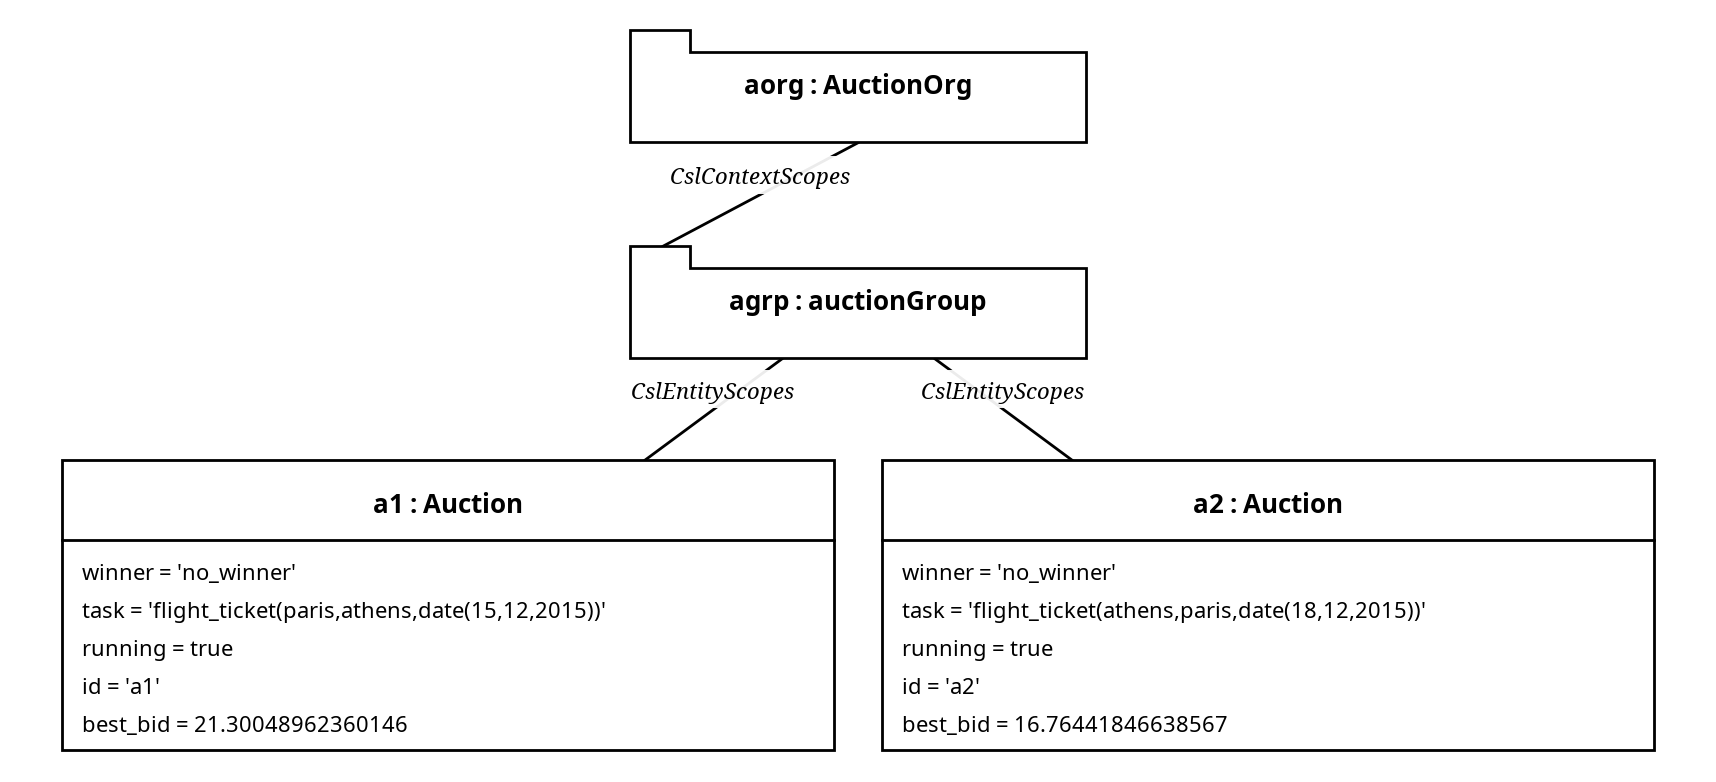 aorg : AuctionOrg
CslContextScopes
agrp : auctionGroup
CslEntityScopes
CslEntityScopes
a1 : Auction
winner = 'no_winner'
task = 'flight_ticket(paris,athens,date(15,12,2015))'
running = true
id = 'a1'
best_bid = 21.30048962360146
a2 : Auction
winner = 'no_winner'
task = 'flight_ticket(athens,paris,date(18,12,2015))'
running = true
id = 'a2'
best_bid = 16.76441846638567